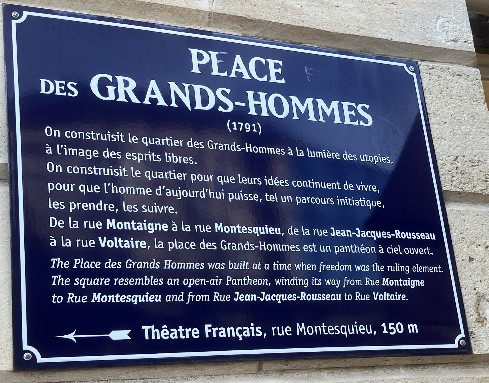 PLACE
DES GRANDS-HOMMES
(1791)
On construisit le quartier des Grands-Hommes à la lumière des utopies,
à l'image des esprits libres.
On construisit le quartier pour que leurs idées continuent de vivre,
pour que l'homme d'aujourd'hui puisse, tel un parcours initiatique,
les prendre, les suivre.
De la rue Montaigne à la rue Montesquieu, de la rue Jean-Jacques-Rousseau
à la rue Voltaire, la place des Grands-Hommes est un panthéon à ciel ouvert.
The Place des Grands Hommes was built at a time when freedom was the ruling element.
The square resembles an open-air Pantheon, winding its way from Rue Montaigne
to Rue Montesquieu and from Rue Jean-Jacques-Rousseau to Rue Voltaire.
Théatre Français, rue Montesquieu, 150 m